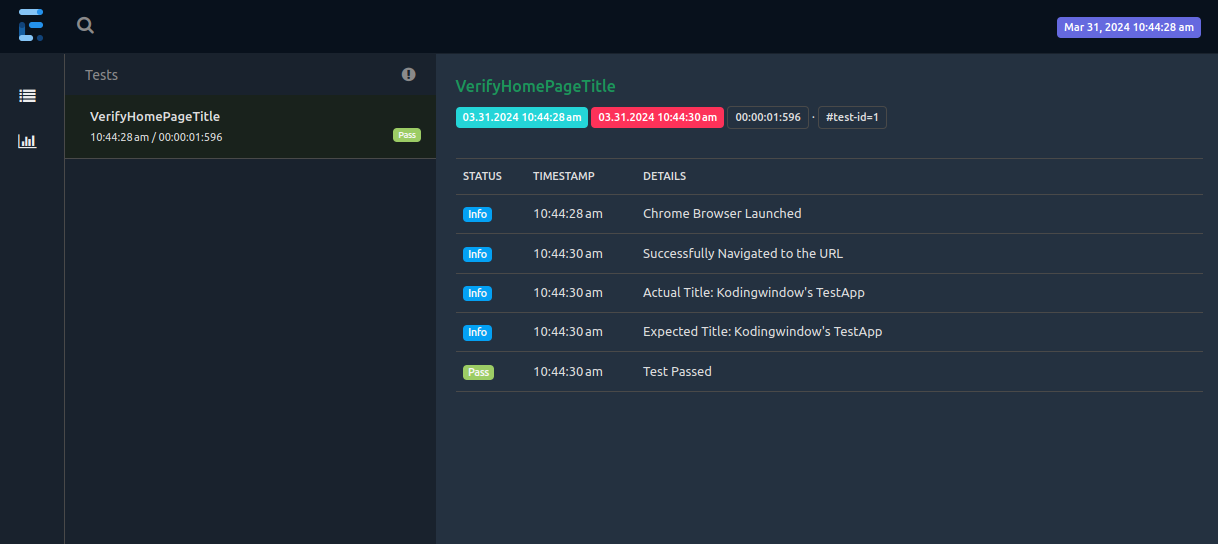 Mar 31, 2024 10:44:28 am
Tests
VerifyHomePageTitle
10:44:28 am / 00:00:01:596
Pass
VerifyHomePageTitle
03.31.2024 10:44:28 am 03.31.2024 10:44:30 am 00:00:01:596 · #test-id=1
STATUS TIMESTAMP DETAILS
Info 10:44:28 am Chrome Browser Launched
Info 10:44:30 am Successfully Navigated to the URL
Info 10:44:30 am Actual Title: Kodingwindow's TestApp
Info 10:44:30 am Expected Title: Kodingwindow's TestApp
Pass 10:44:30 am Test Passed